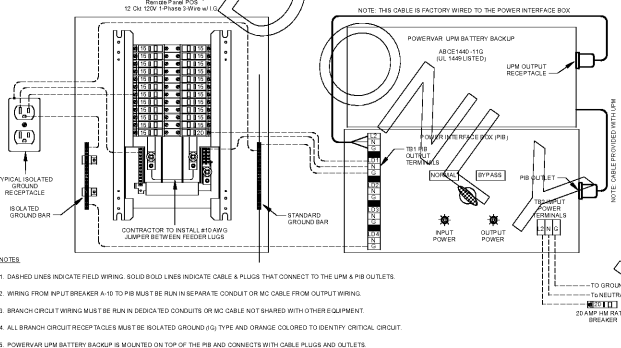 Remote Panel POS
12 Ckt 120V 1-Phase 3-Wire w/ I.G.
NOTE: THIS CABLE IS FACTORY WIRED TO THE POWER INTERFACE BOX
POWERVAR UPM BATTERY BACKUP
ABCE1440-11G
(UL 1449 LISTED)
UPM OUTPUT
RECEPTACLE
NOTE: CABLE PROVIDED WITH UPM
POWER INTERFACE BOX (PIB)
TB1 PIB
OUTPUT
TERMINALS
NORMAL
BYPASS
PIB OUTLET
TB2 INPUT
POWER
TERMINALS
L2 N G
INPUT
POWER
OUTPUT
POWER
TYPICAL ISOLATED
GROUND
RECEPTACLE
ISOLATED
GROUND BAR
STANDARD
GROUND BAR
CONTRACTOR TO INSTALL #10 AWG
JUMPER BETWEEN FEEDER LUGS
TO GROUN
TO NEUTRA
20
20 AMP HM RAT
BREAKER
NOTES
1. DASHED LINES INDICATE FIELD WIRING. SOLID BOLD LINES INDICATE CABLE & PLUGS THAT CONNECT TO THE UPM & PIB OUTLETS.
2. WIRING FROM INPUT BREAKER A-10 TO PIB MUST BE RUN IN SEPARATE CONDUIT OR MC CABLE FROM OUTPUT WIRING.
3. BRANCH CIRCUIT WIRING MUST BE RUN IN DEDICATED CONDUITS OR MC CABLE NOT SHARED WITH OTHER EQUIPMENT.
4. ALL BRANCH CIRCUIT RECEPTACLES MUST BE ISOLATED GROUND (IG) TYPE AND ORANGE COLORED TO IDENTIFY CRITICAL CIRCUIT.
5. POWERVAR UPM BATTERY BACKUP IS MOUNTED ON TOP OF THE PIB AND CONNECTS WITH CABLE PLUGS AND OUTLETS.